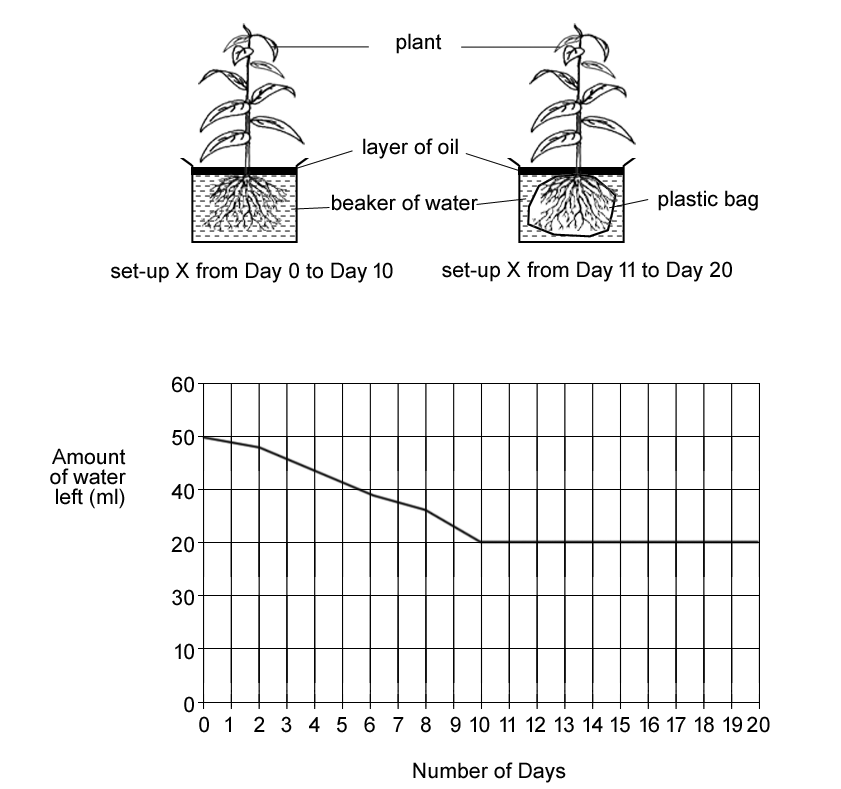 plant
layer of oil
beaker of water
plastic bag
set-up X from Day 0 to Day 10
set-up X from Day 11 to Day 20
Amount
of water
left (ml)
60
50
40
20
30
10
0
0 1 2 3 4 5 6 7 8 9 10 11 12 13 14 15 16 17 18 19 20
Number of Days